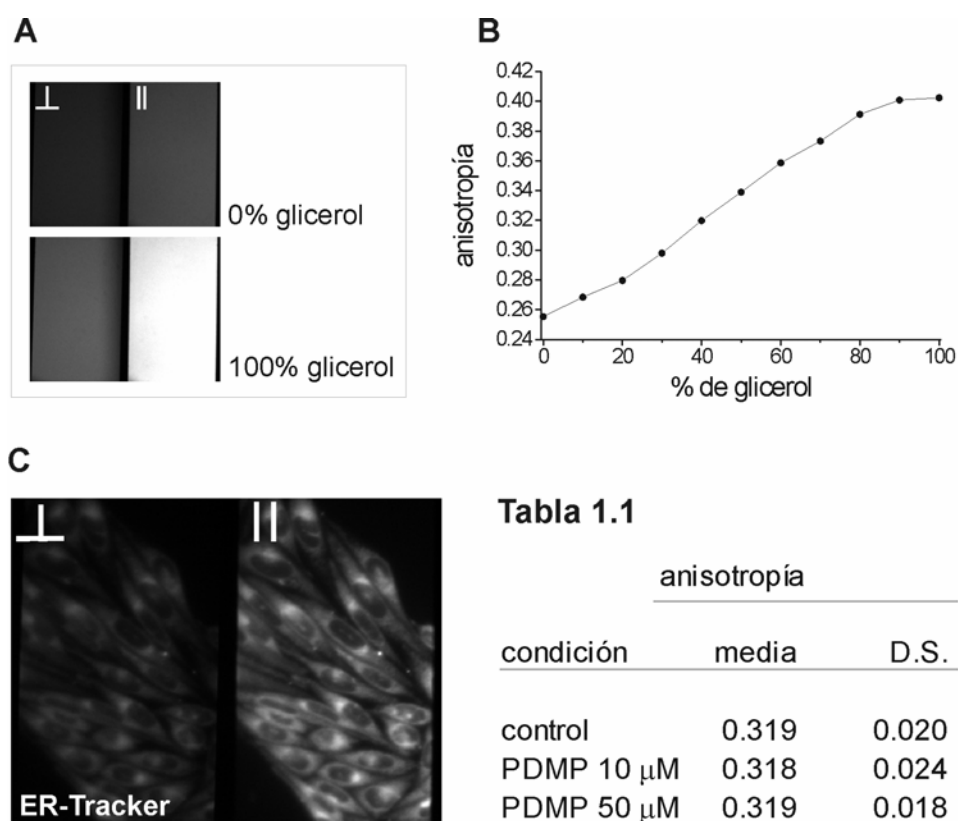 A
⊥ ||
0% glicerol
100% glicerol
B
anisotropía
0.42
0.40
0.38
0.36
0.34
0.32
0.30
0.28
0.26
0.24
0 20 40 60 80 100
% de glicerol
C
⊥ ||
ER-Tracker
Tabla 1.1
anisotropía
condición media D.S.
control 0.319 0.020
PDMP 10 μM 0.318 0.024
PDMP 50 μM 0.319 0.018